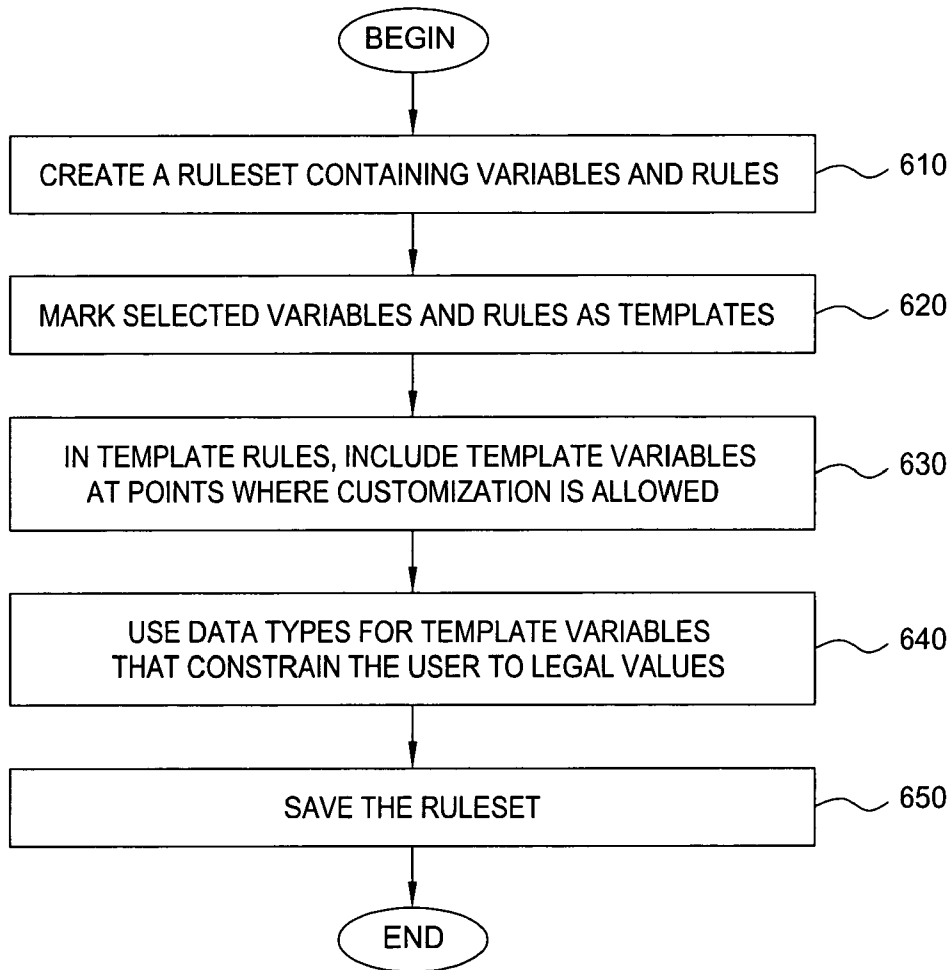 BEGIN
CREATE A RULESET CONTAINING VARIABLES AND RULES
610
MARK SELECTED VARIABLES AND RULES AS TEMPLATES
620
IN TEMPLATE RULES, INCLUDE TEMPLATE VARIABLES
AT POINTS WHERE CUSTOMIZATION IS ALLOWED
630
USE DATA TYPES FOR TEMPLATE VARIABLES
THAT CONSTRAIN THE USER TO LEGAL VALUES
640
SAVE THE RULESET
650
END